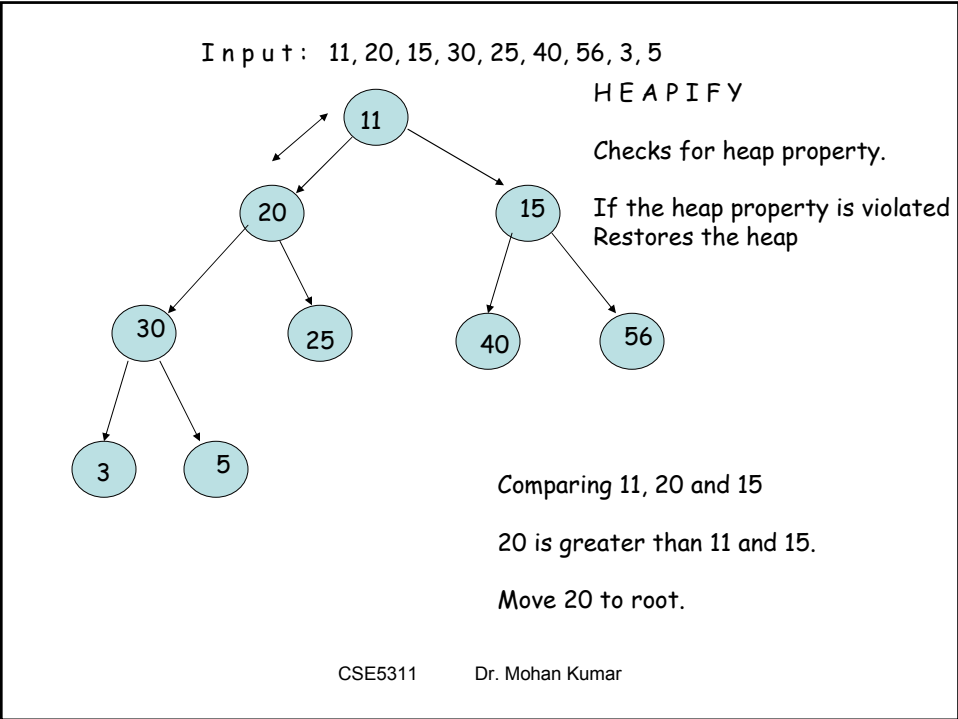 Input: 11, 20, 15, 30, 25, 40, 56, 3, 5
HEAPIFY
11
Checks for heap property.
20
15
If the heap property is violated
Restores the heap
30
25
40
56
3
5
Comparing 11, 20 and 15
20 is greater than 11 and 15.
Move 20 to root.
CSE5311 Dr. Mohan Kumar